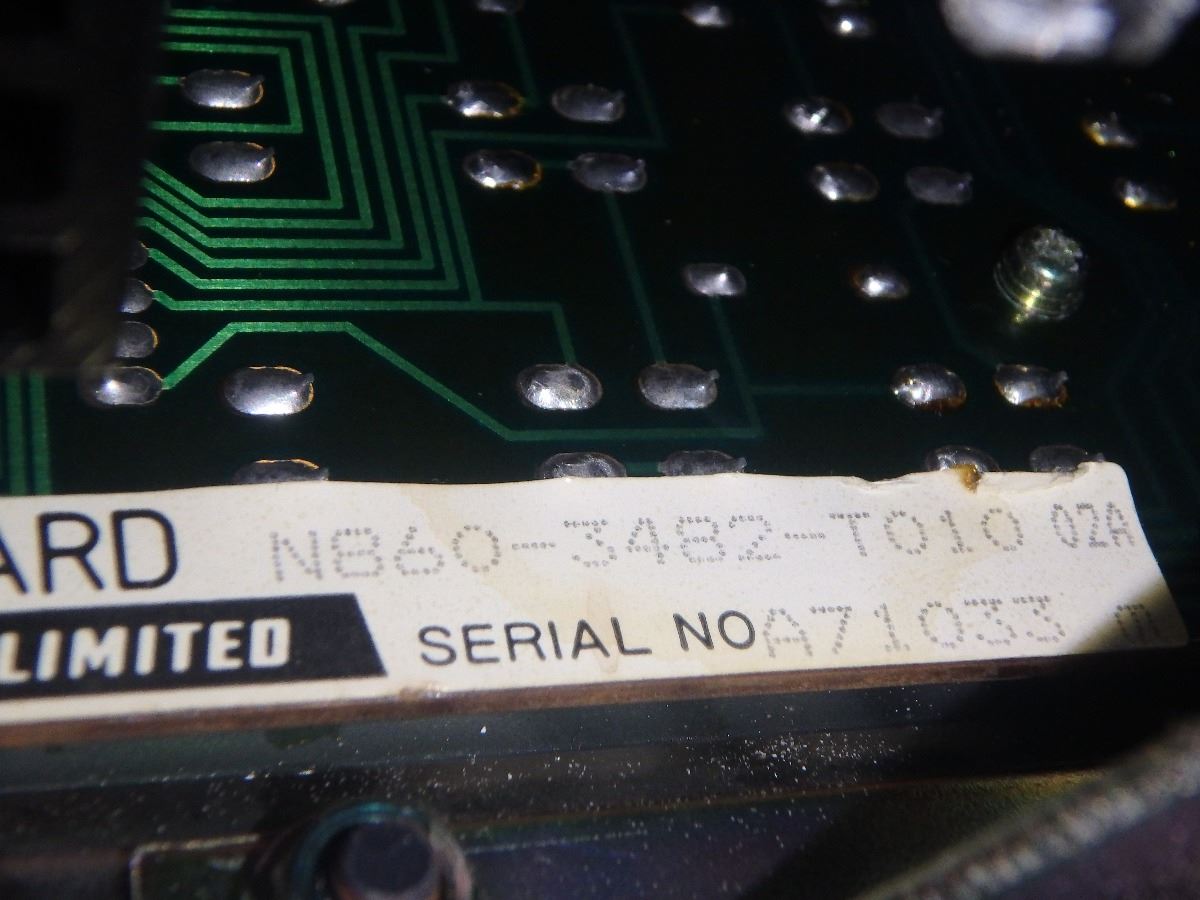 ARD N860-3482-T010 02A
LIMITED SERIAL NO A71033